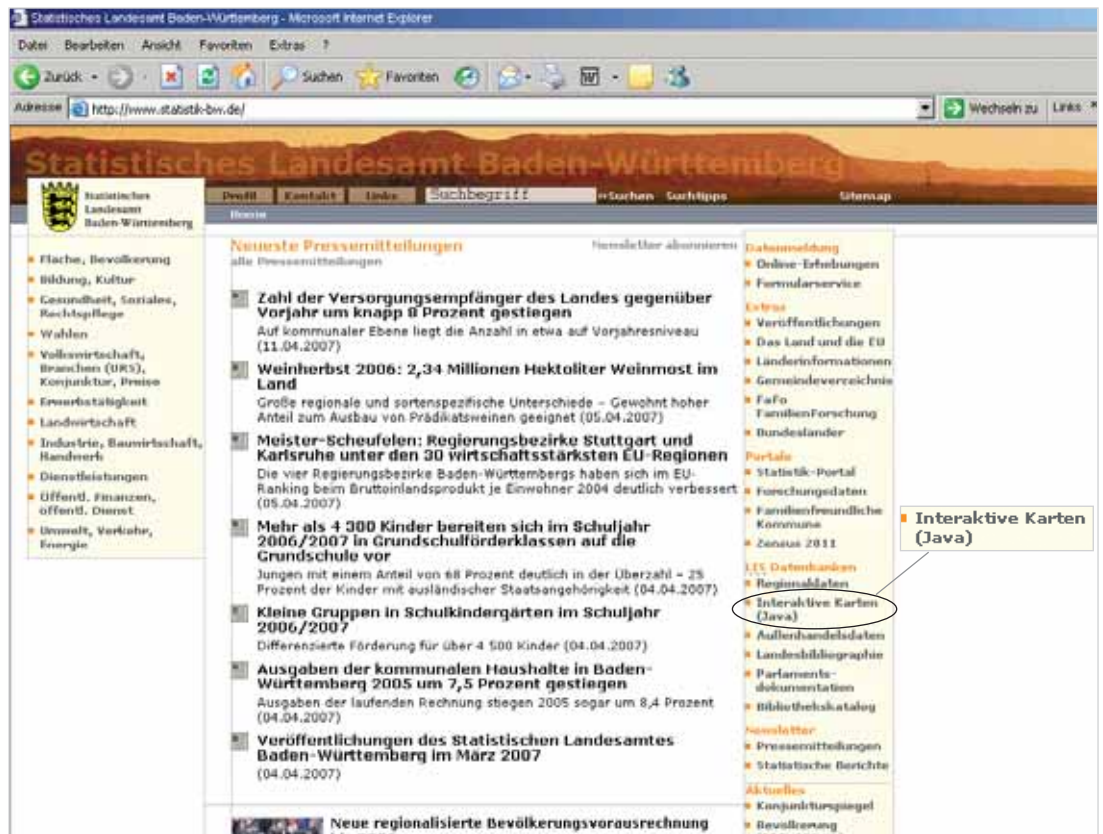 Statistisches Landesamt Baden-Württemberg - Microsoft Internet Explorer
Datei Bearbeiten Ansicht Favoriten Extras ?
Zurück Suchen Favoriten
Adresse http://www.statistik-bw.de/ Wechseln zu Links
Statistisches Landesamt Baden-Württemberg
Statistisches
Landesamt
Baden-Württemberg
Profil Kontakt Links Suchbegriff »Suchen Suchtipps Sitemap
Home
Fläche, Bevölkerung
Bildung, Kultur
Gesundheit, Soziales,
Rechtspflege
Wahlen
Volkswirtschaft,
Branchen (URS),
Konjunktur, Preise
Erwerbstätigkeit
Landwirtschaft
Industrie, Bauwirtschaft,
Handwerk
Dienstleistungen
Öffentl. Finanzen,
öffentl. Dienst
Umwelt, Verkehr,
Energie
Neueste Pressemitteilungen Newsletter abonnieren
alle Pressemitteilungen
Zahl der Versorgungsempfänger des Landes gegenüber
Vorjahr um knapp 8 Prozent gestiegen
Auf kommunaler Ebene liegt die Anzahl in etwa auf Vorjahresniveau
(11.04.2007)
Weinherbst 2006: 2,34 Millionen Hektoliter Weinmost im
Land
Große regionale und sortenspezifische Unterschiede – Gewohnt hoher
Anteil zum Ausbau von Prädikatsweinen geeignet (05.04.2007)
Meister-Scheufelen: Regierungsbezirke Stuttgart und
Karlsruhe unter den 30 wirtschaftsstärksten EU-Regionen
Die vier Regierungsbezirke Baden-Württembergs haben sich im EU-
Ranking beim Bruttoinlandsprodukt je Einwohner 2004 deutlich verbessert
(05.04.2007)
Mehr als 4 300 Kinder bereiten sich im Schuljahr
2006/2007 in Grundschulförderklassen auf die
Grundschule vor
Jungen mit einem Anteil von 68 Prozent deutlich in der Überzahl – 25
Prozent der Kinder mit ausländischer Staatsangehörigkeit (04.04.2007)
Kleine Gruppen in Schulkindergärten im Schuljahr
2006/2007
Differenzierte Förderung für über 4 500 Kinder (04.04.2007)
Ausgaben der kommunalen Haushalte in Baden-
Württemberg 2005 um 7,5 Prozent gestiegen
Ausgaben der laufenden Rechnung stiegen 2005 sogar um 8,4 Prozent
(04.04.2007)
Veröffentlichungen des Statistischen Landesamtes
Baden-Württemberg im März 2007
(04.04.2007)
Neue regionalisierte Bevölkerungsvorausrechnung
Datenmeldung
Online-Erhebungen
Formularservice
Extras
Veröffentlichungen
Das Land und die EU
Länderinformationen
Gemeindeverzeichnis
FaFo
FamilienForschung
Bundesländer
Portale
Statistik-Portal
Forschungsdaten
Familienfreundliche
Kommune
Zensus 2011
LIS Datenbanken
Regionaldaten
Interaktive Karten
(Java)
Außenhandelsdaten
Landesbibliographie
Parlaments-
dokumentation
Bibliothekskatalog
Newsletter
Pressemitteilungen
Statistische Berichte
Aktuelles
Konjunkturspiegel
Bevölkerung
Interaktive Karten
(Java)